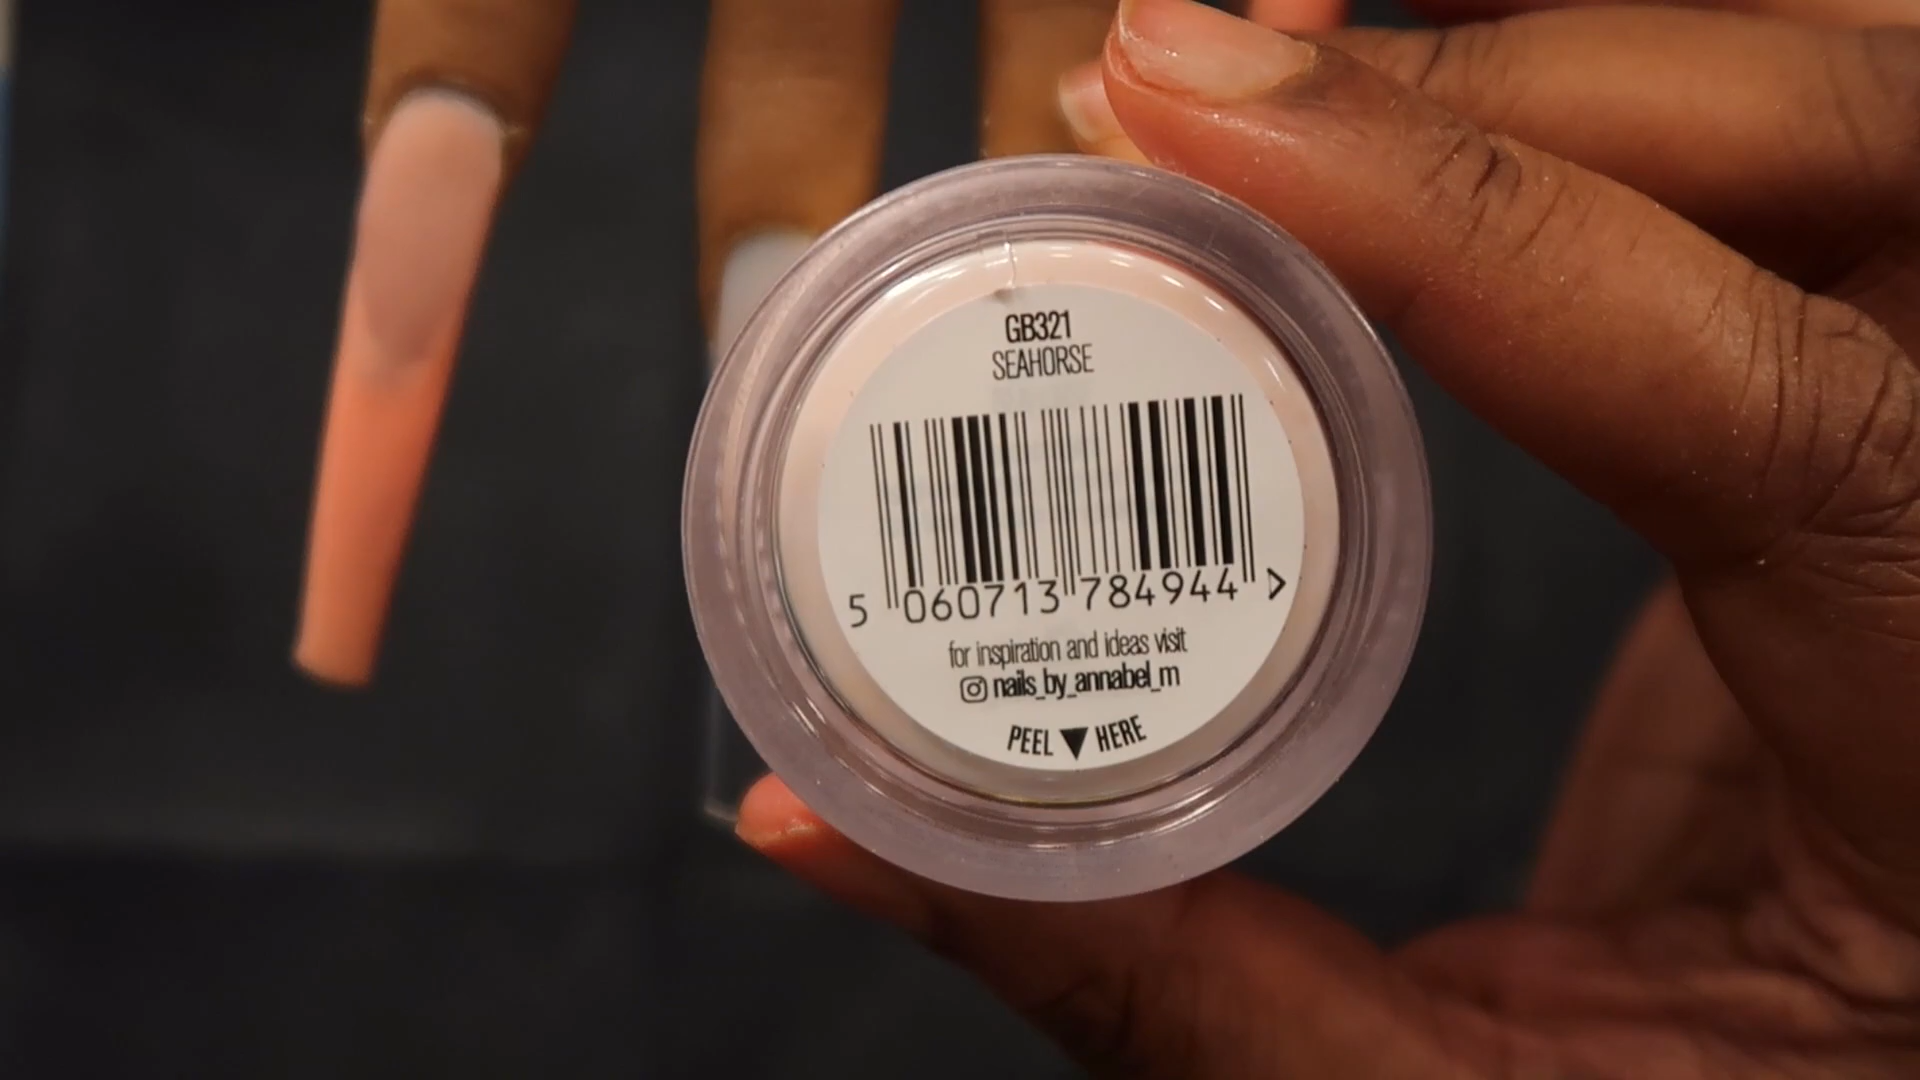 GB321
SEAHORSE
5 060713 784944 >
for inspiration and ideas visit
nails_by_annabel_m
PEEL ▼ HERE